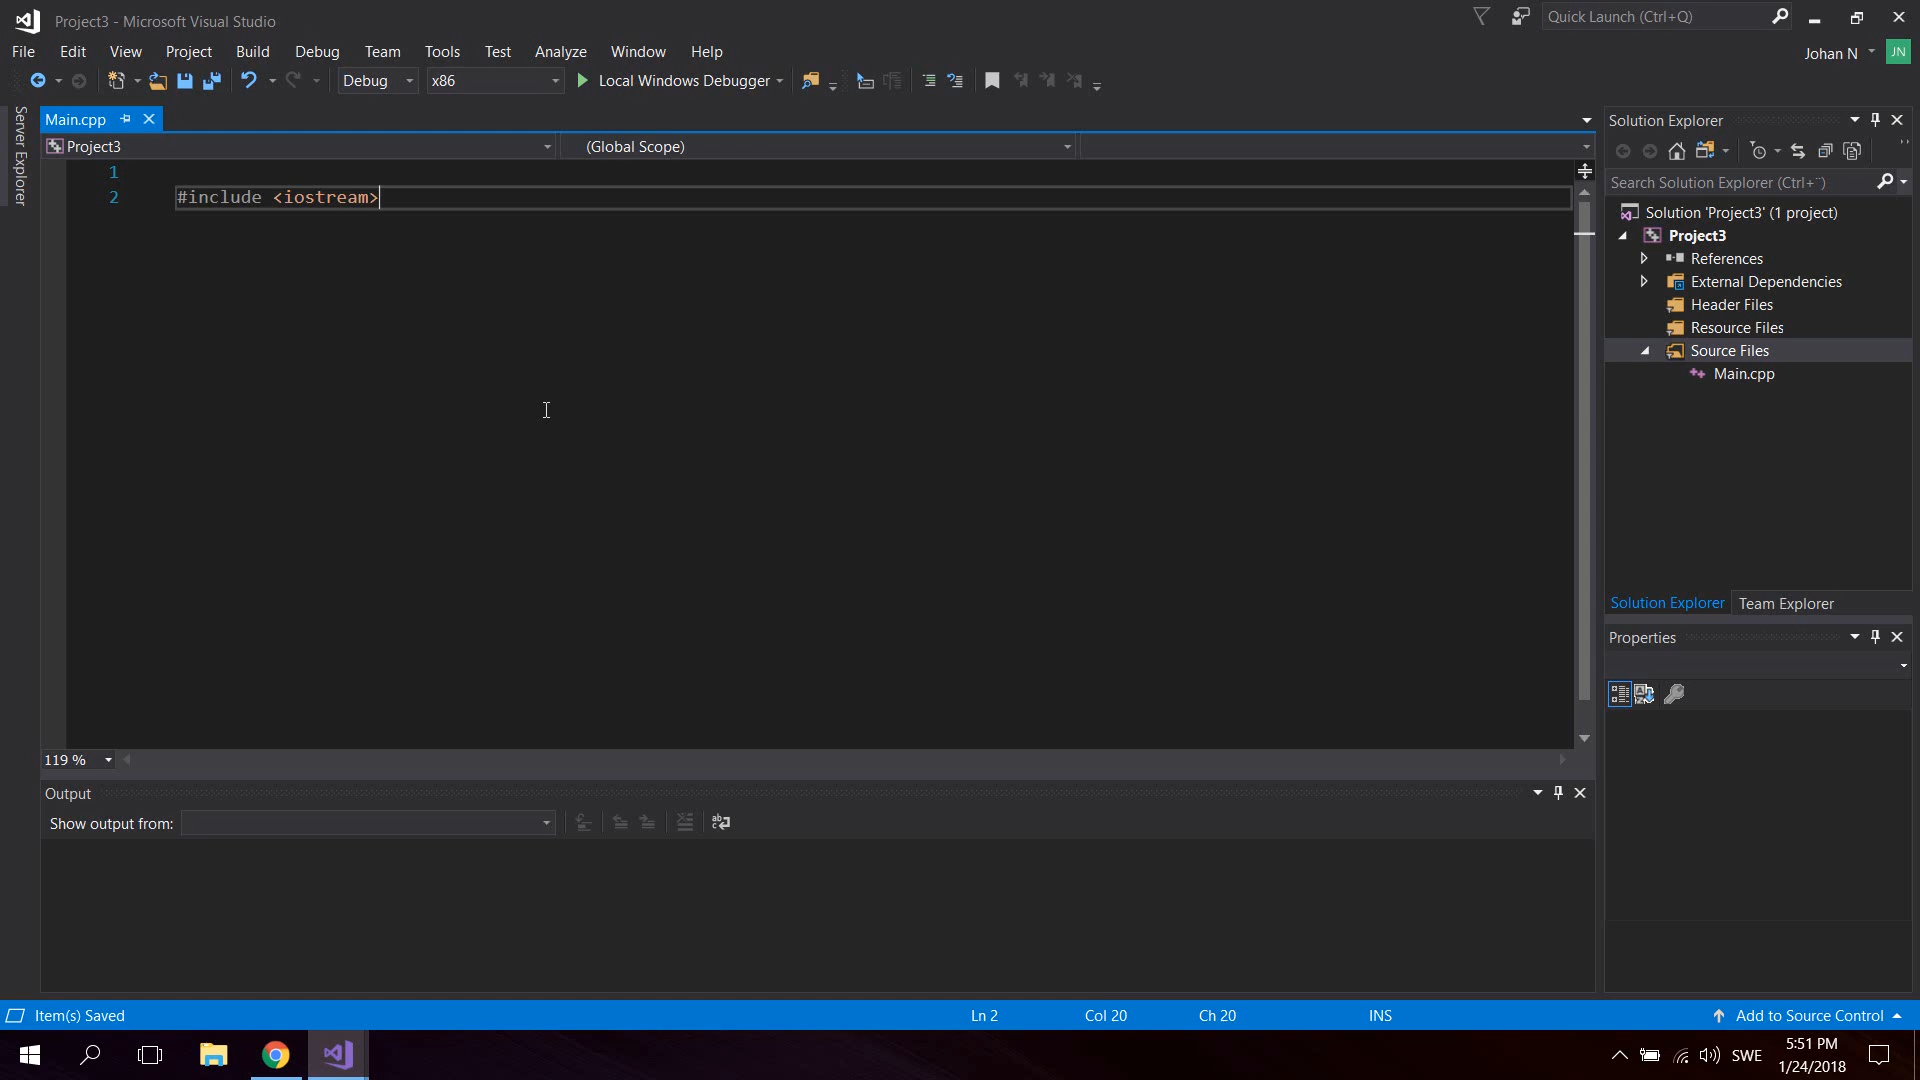 Project3 - Microsoft Visual Studio
Quick Launch (Ctrl+Q)
File Edit View Project Build Debug Team Tools Test Analyze Window Help
Johan N JN
Debug x86 Local Windows Debugger
Server Explorer
Main.cpp
Project3 (Global Scope)
1
2 #include <iostream>
119 %
Output
Show output from:
Solution Explorer
Search Solution Explorer (Ctrl+¨)
Solution 'Project3' (1 project)
Project3
References
External Dependencies
Header Files
Resource Files
Source Files
Main.cpp
Solution Explorer Team Explorer
Properties
Item(s) Saved Ln 2 Col 20 Ch 20 INS Add to Source Control
SWE
5:51 PM
1/24/2018